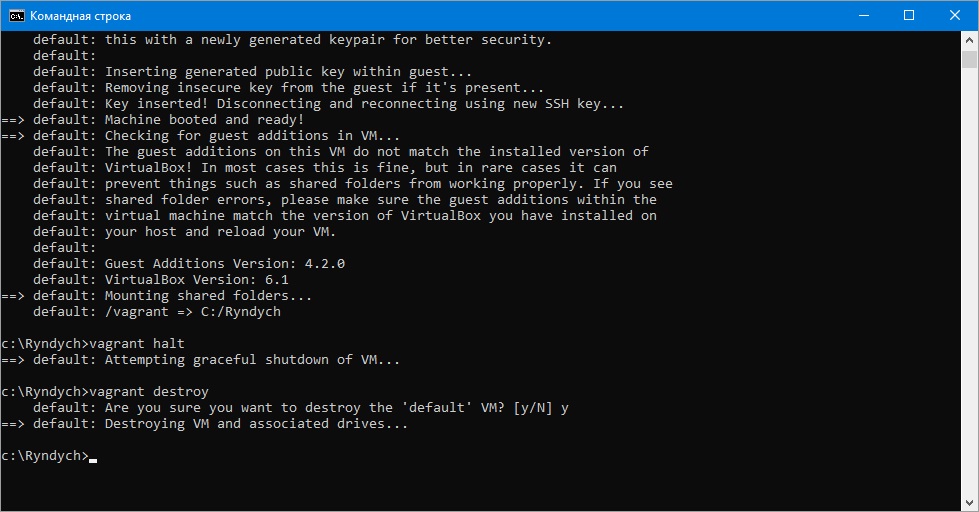 Командная строка
    default: this with a newly generated keypair for better security.
    default:
    default: Inserting generated public key within guest...
    default: Removing insecure key from the guest if it's present...
    default: Key inserted! Disconnecting and reconnecting using new SSH key...
==> default: Machine booted and ready!
==> default: Checking for guest additions in VM...
    default: The guest additions on this VM do not match the installed version of
    default: VirtualBox! In most cases this is fine, but in rare cases it can
    default: prevent things such as shared folders from working properly. If you see
    default: shared folder errors, please make sure the guest additions within the
    default: virtual machine match the version of VirtualBox you have installed on
    default: your host and reload your VM.
    default:
    default: Guest Additions Version: 4.2.0
    default: VirtualBox Version: 6.1
==> default: Mounting shared folders...
    default: /vagrant => C:/Ryndych
c:\Ryndych>vagrant halt
==> default: Attempting graceful shutdown of VM...
c:\Ryndych>vagrant destroy
    default: Are you sure you want to destroy the 'default' VM? [y/N] y
==> default: Destroying VM and associated drives...
c:\Ryndych>